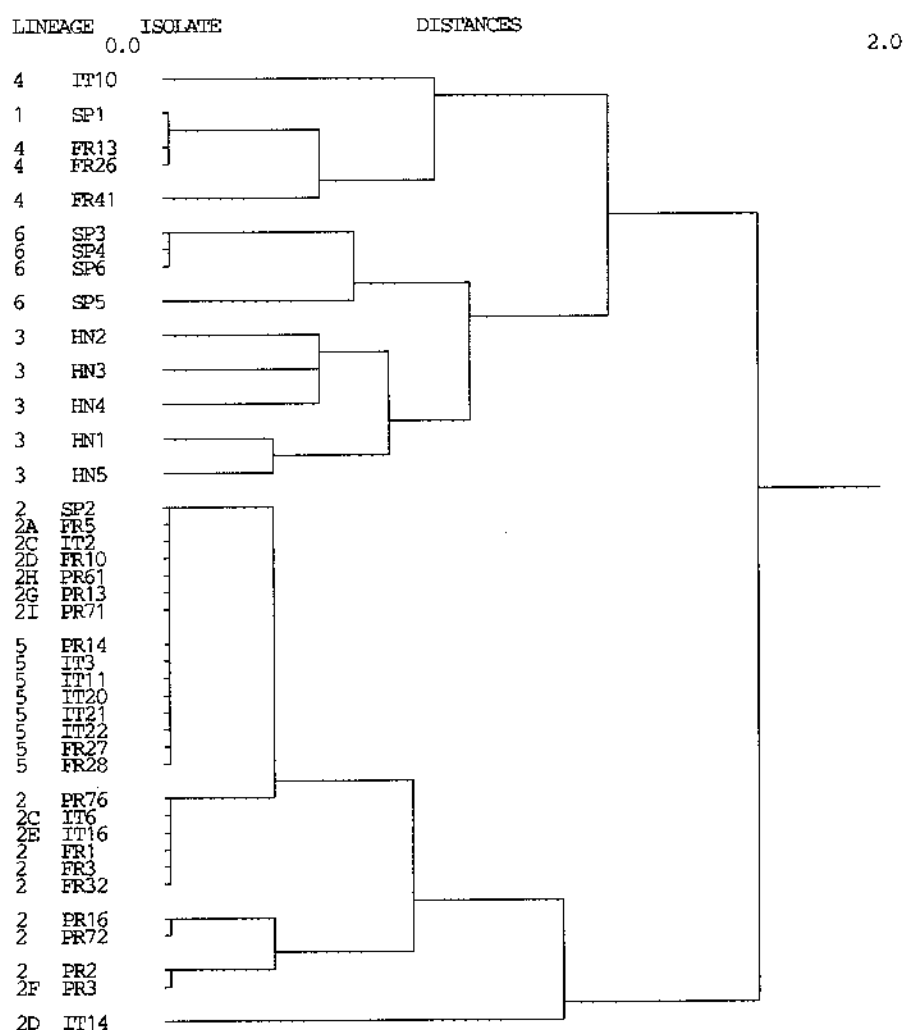 LINEAGE ISOLATE DISTANCES
0.0 2.0
4 IT10
1 SP1
4 FR13
4 FR26
4 FR41
6 SP3
6 SP4
6 SP6
6 SP5
3 HN2
3 HN3
3 HN4
3 HN1
3 HN5
2 SP2
2A FR5
2C IT2
2D FR10
2H PR61
2G PR13
2I PR71
5 PR14
5 IT3
5 IT11
5 IT20
5 IT21
5 IT22
5 FR27
5 FR28
2 PR76
2C IT6
2E IT16
2 FR1
2 FR3
2 FR32
2 PR16
2 PR72
2 PR2
2F PR3
2D IT14